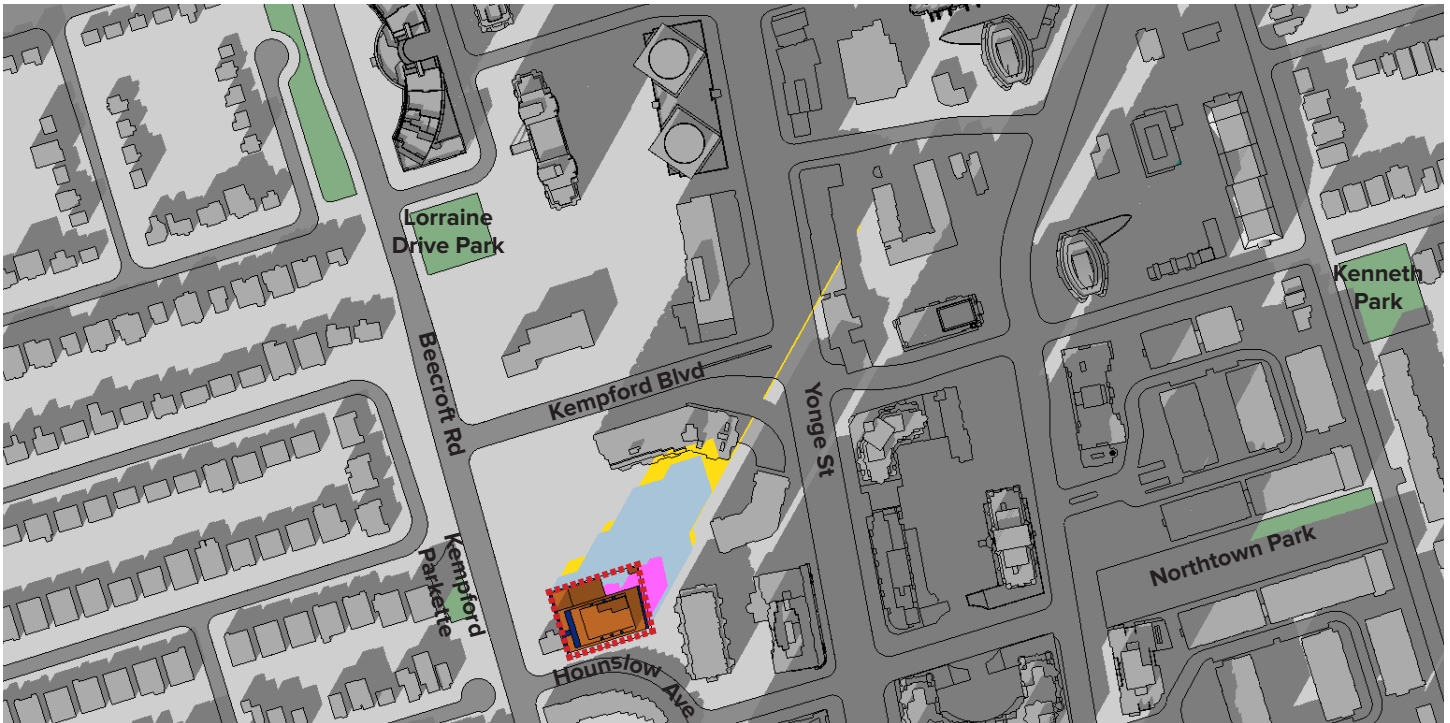 Lorraine
Drive Park
Kenneth
Park
Beecroft Rd
Kempford Blvd
Yonge St
Kempford
Parkette
Northtown Park
Hounslow Ave